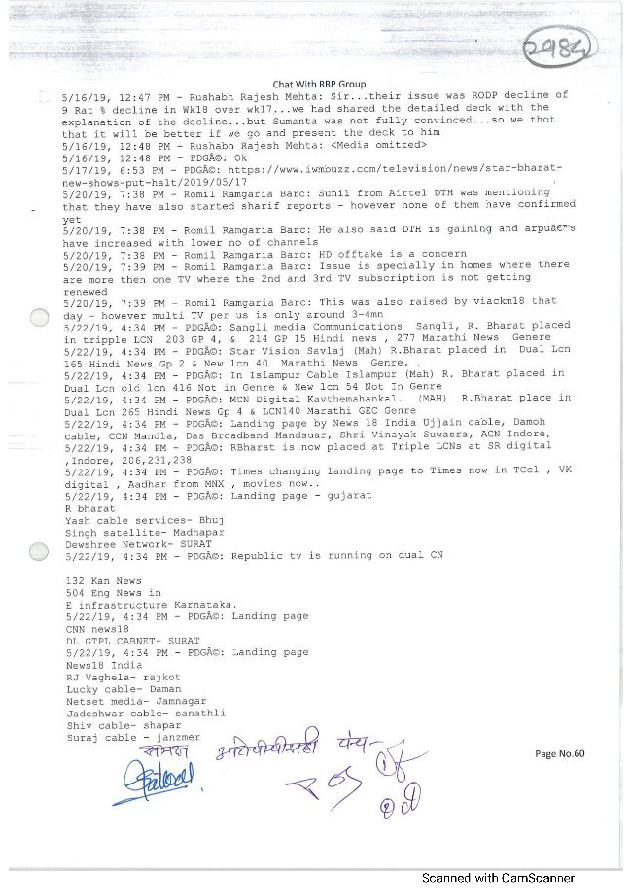 2984
Chat With RRP Group
5/16/19, 12:47 PM - Rushabh Rajesh Mehta: Sir...their issue was RODP decline of
9 Rat % decline in Wk18 over wk17...we had shared the detailed deck with the
explanation of the decline...but Sumanta was not fully convinced...so we thot
that it will be better if we go and present the deck to him
5/16/19, 12:48 PM - Rushabh Rajesh Mehta: <Media omitted>
5/16/19, 12:48 PM - PDGÃ©: Ok
5/17/19, 6:53 PM - PDGÃ©: https://www.iwmbuzz.com/television/news/star-bharat-
new-shows-put-halt/2019/05/17
5/20/19, 7:38 PM - Romil Ramgaria Barc: Sunil from Airtel DTH was mentioning
that they have also started sharif reports - however none of them have confirmed
yet
5/20/19, 7:38 PM - Romil Ramgaria Barc: He also said DTH is gaining and arpuâ€™s
have increased with lower no of channels
5/20/19, 7:38 PM - Romil Ramgaria Barc: HD offtake is a concern
5/20/19, 7:39 PM - Romil Ramgaria Barc: Issue is specially in homes where there
are more then one TV where the 2nd and 3rd TV subscription is not getting
renewed
5/20/19, 7:39 PM - Romil Ramgaria Barc: This was also raised by viackm18 that
day - however multi TV per us is only around 3-4mn
5/22/19, 4:34 PM - PDGÃ©: Sangli media Communications Sangli, R. Bharat placed
in tripple LCN 203 GP 4, & 214 GP 15 Hindi news , 277 Marathi News Genere
5/22/19, 4:34 PM - PDGÃ©: Star Vision Savlaj (Mah) R.Bharat placed in Dual Lcn
165 Hindi News Gp 2 & New lcn 40 Marathi News Genre.
5/22/19, 4:34 PM - PDGÃ©: In Islampur Cable Islampur (Mah) R. Bharat placed in
Dual Lcn old lcn 416 Not in Genre & New lcn 54 Not In Genre
5/22/19, 4:34 PM - PDGÃ©: MCN Digital Kavthemahankal. (MAH) R.Bharat place in
Dual Lcn 265 Hindi News Gp 4 & LCN140 Marathi GEC Genre
5/22/19, 4:34 PM - PDGÃ©: Landing page by News 18 India Ujjain cable, Damoh
cable, CCN Mandla, Das Broadband Mandsaur, Shri Vinayak Suwasra, ACN Indore,
5/22/19, 4:34 PM - PDGÃ©: RBharat is now placed at Triple LCNs at SR digital
,Indore, 206,231,238
5/22/19, 4:34 PM - PDGÃ©: Times changing landing page to Times now in TCel , VK
digital , Aadhar from MNX , movies now..
5/22/19, 4:34 PM - PDGÃ©: Landing page - gujarat
R bharat
Yash cable services- Bhuj
Singh satellite- Madhapar
Dewshree Network- SURAT
5/22/19, 4:34 PM - PDGÃ©: Republic tv is running on dual CN
132 Kan News
504 Eng News in
E infrastructure Karnataka.
5/22/19, 4:34 PM - PDGÃ©: Landing page
CNN news18
DL GTPL CABNET- SURAT
5/22/19, 4:34 PM - PDGÃ©: Landing page
News18 India
RJ Vaghela- rajkot
Lucky cable- Daman
Netset media- Jamnagar
Jadeshwar cable- sanathli
Shiv cable- shapar
Suraj cable - janzmer
समक्ष
Page No.60
Scanned with CamScanner